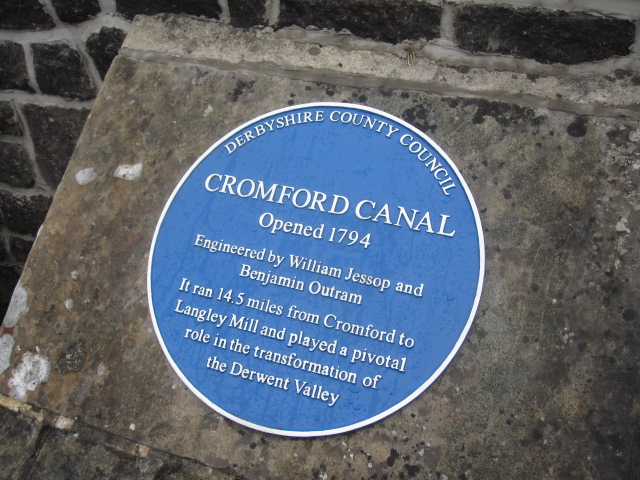 DERBYSHIRE COUNTY COUNCIL
CROMFORD CANAL
Opened 1794
Engineered by William Jessop and
Benjamin Outram
It ran 14.5 miles from Cromford to
Langley Mill and played a pivotal
role in the transformation of
the Derwent Valley